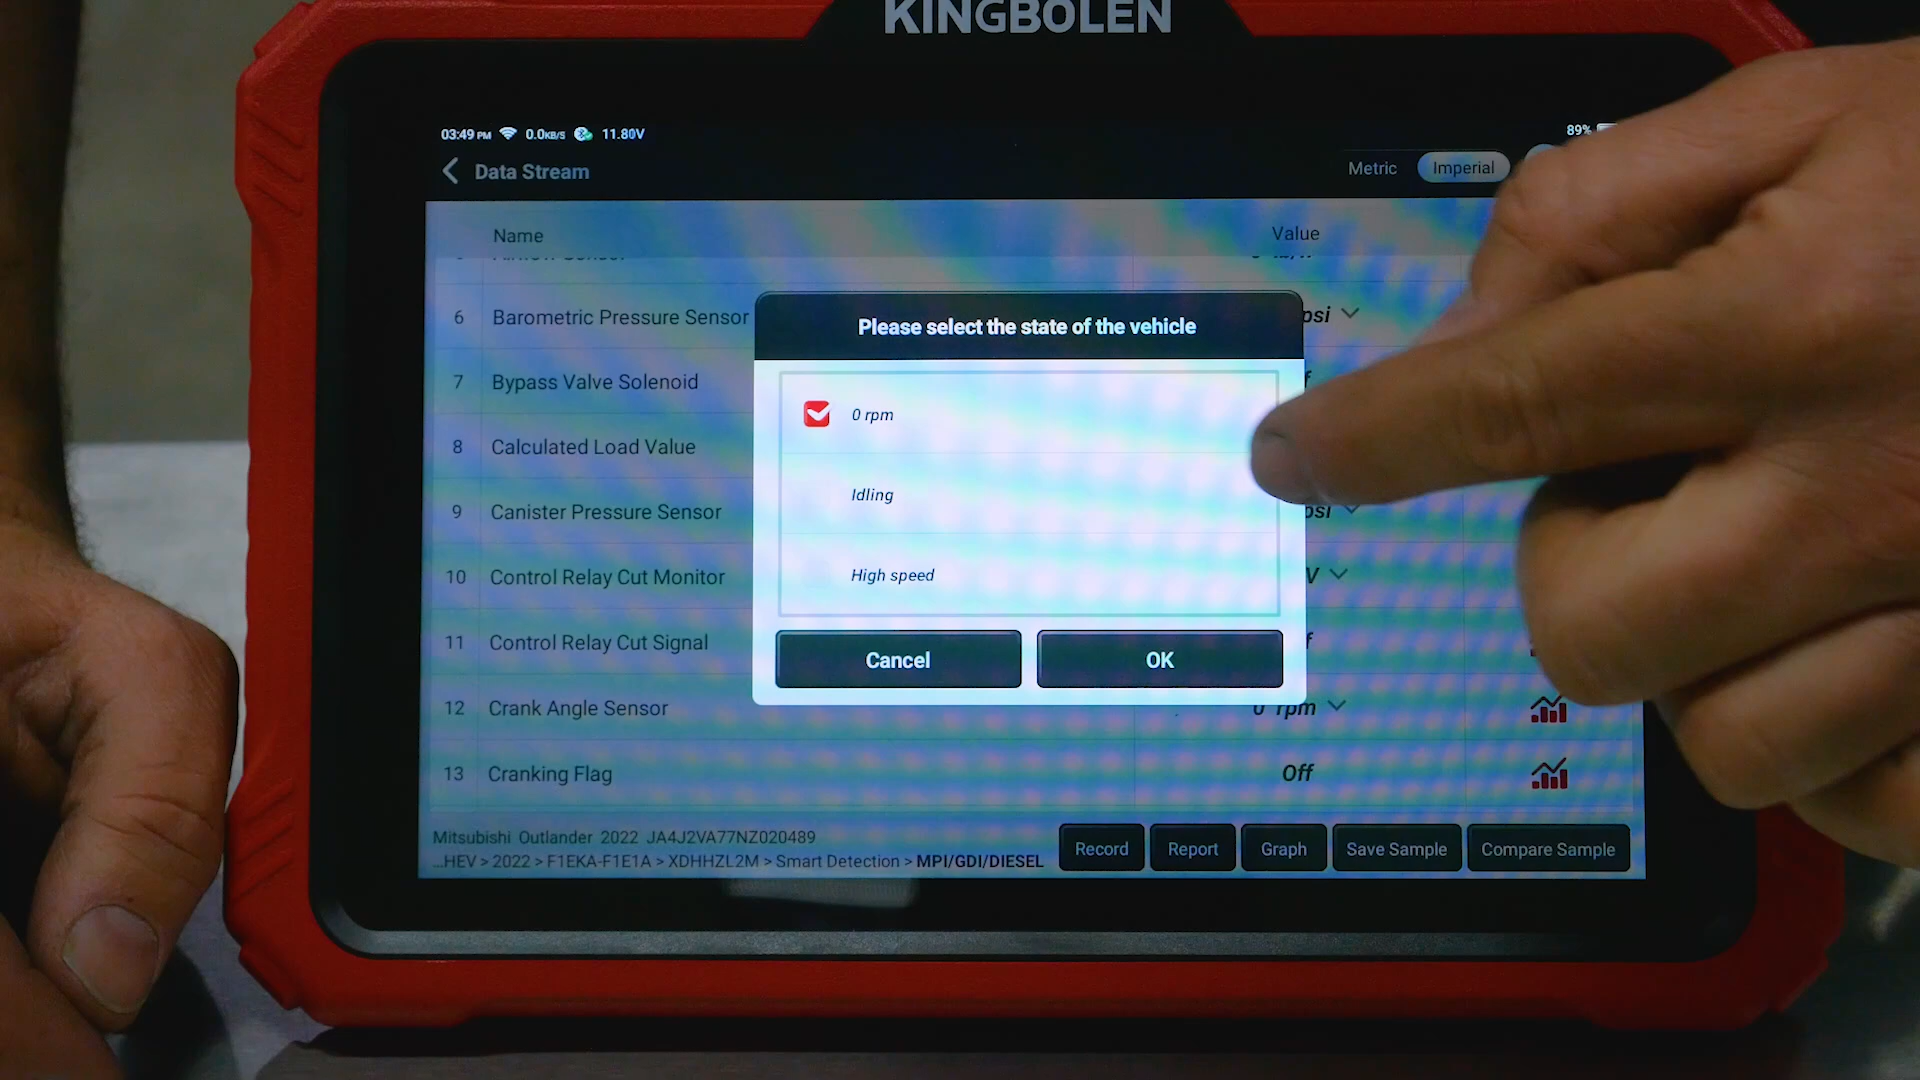 KINGBOLEN
03:49 PM 0.0KB/S 11.80V
89%
Data Stream
Metric Imperial
Name Value
6 Barometric Pressure Sensor psi
7 Bypass Valve Solenoid
8 Calculated Load Value
9 Canister Pressure Sensor psi
10 Control Relay Cut Monitor V
11 Control Relay Cut Signal
12 Crank Angle Sensor 0 rpm
13 Cranking Flag Off
Please select the state of the vehicle
0 rpm
Idling
High speed
Cancel OK
Mitsubishi Outlander 2022 JA4J2VA77NZ020489
...HEV > 2022 > F1EKA-F1E1A > XDHHZL2M > Smart Detection > MPI/GDI/DIESEL
Record Report Graph Save Sample Compare Sample